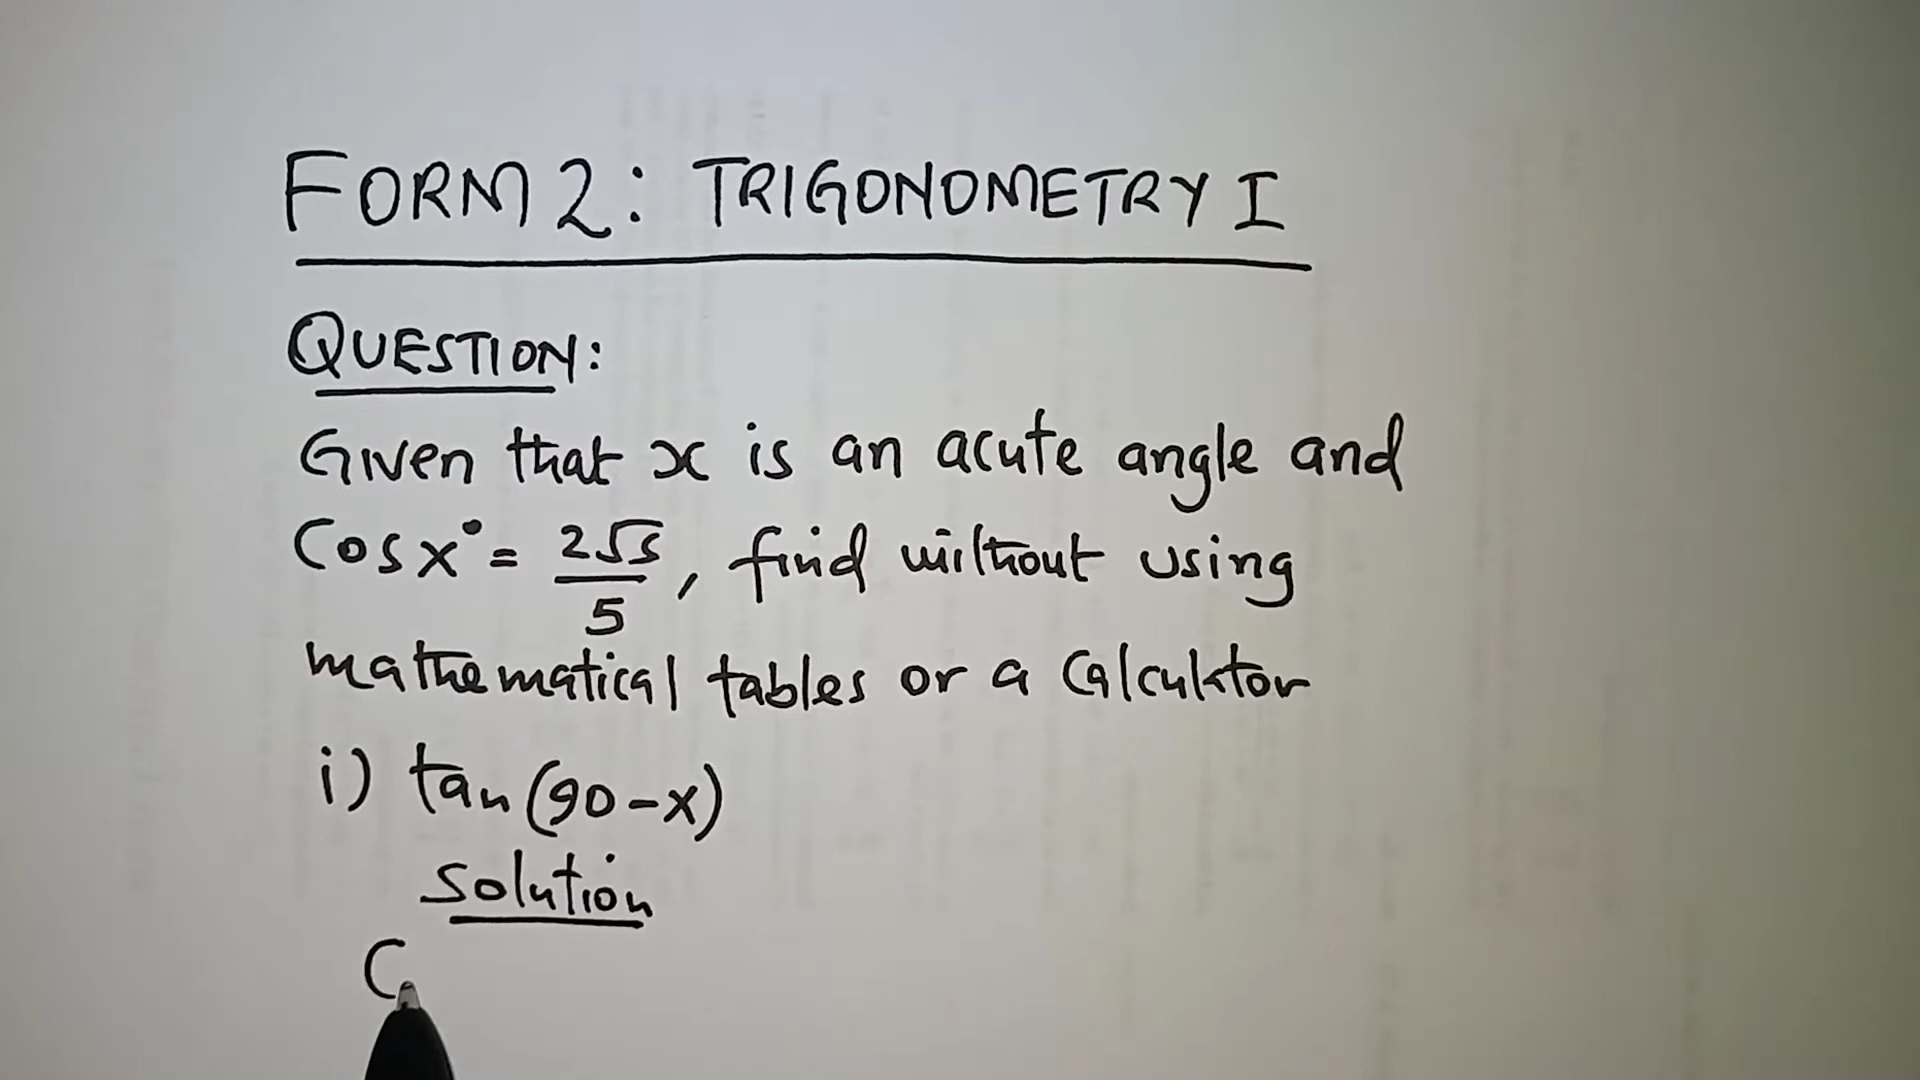 FORM 2: TRIGONOMETRY I
QUESTION:
Given that x is an acute angle and
Cos x° = 2√5/5, find without using
mathematical tables or a Calculator
i) tan (90-x)
Solution
C